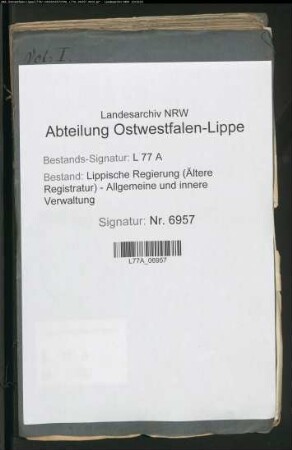 Vol. I
Landesarchiv NRW
Abteilung Ostwestfalen-Lippe
Bestands-Signatur: L 77 A
Bestand: Lippische Regierung (Ältere
Registratur) - Allgemeine und innere
Verwaltung
Signatur: Nr. 6957
L77A_06957